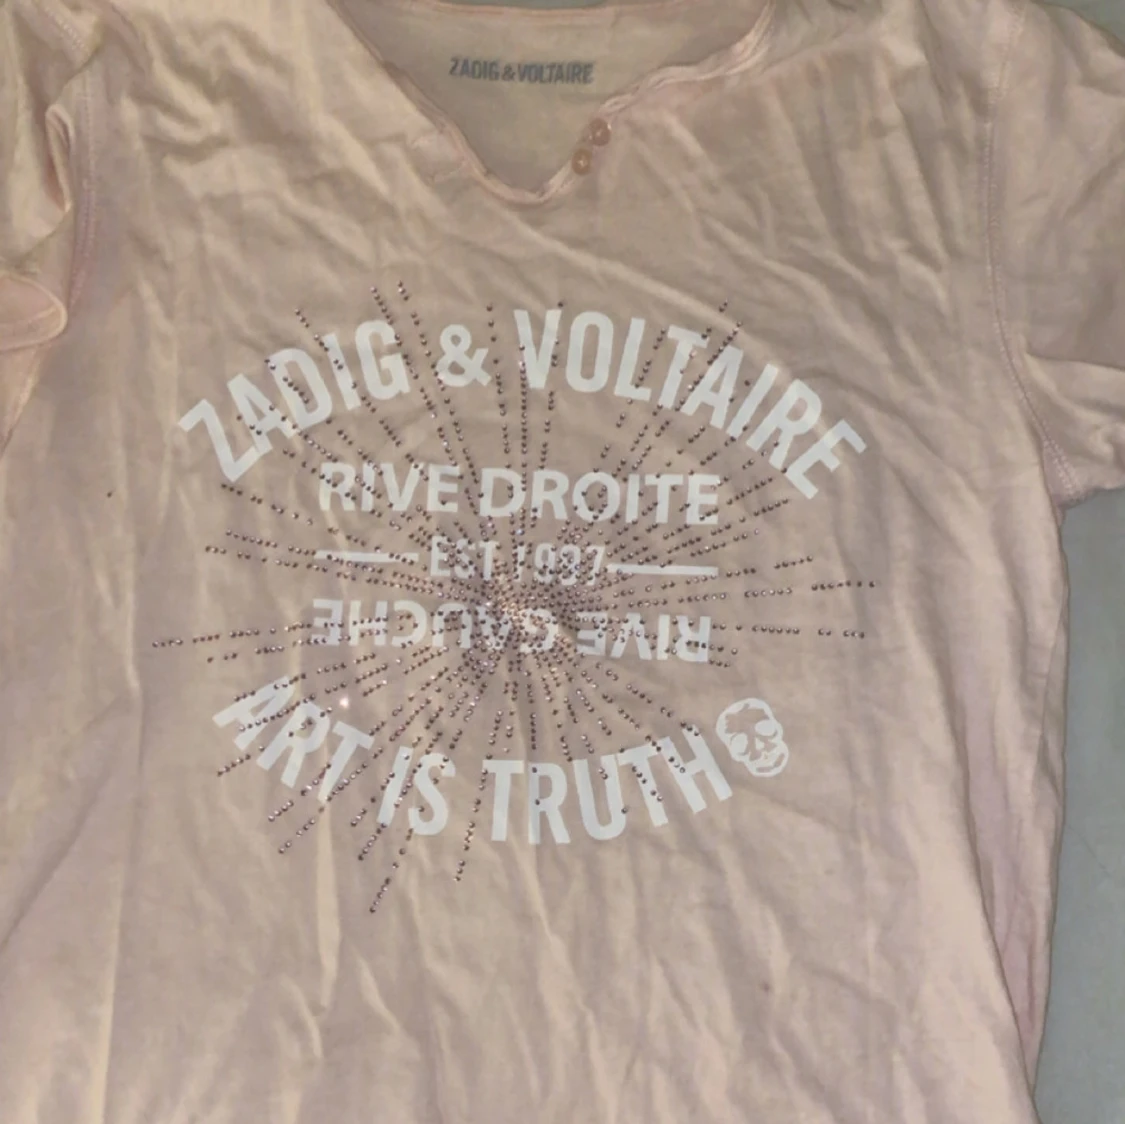 ZADIG & VOLTAIRE
ZADIG & VOLTAIRE
RIVE DROITE
EST 1997
RIVE GAUCHE
ART IS TRUTH